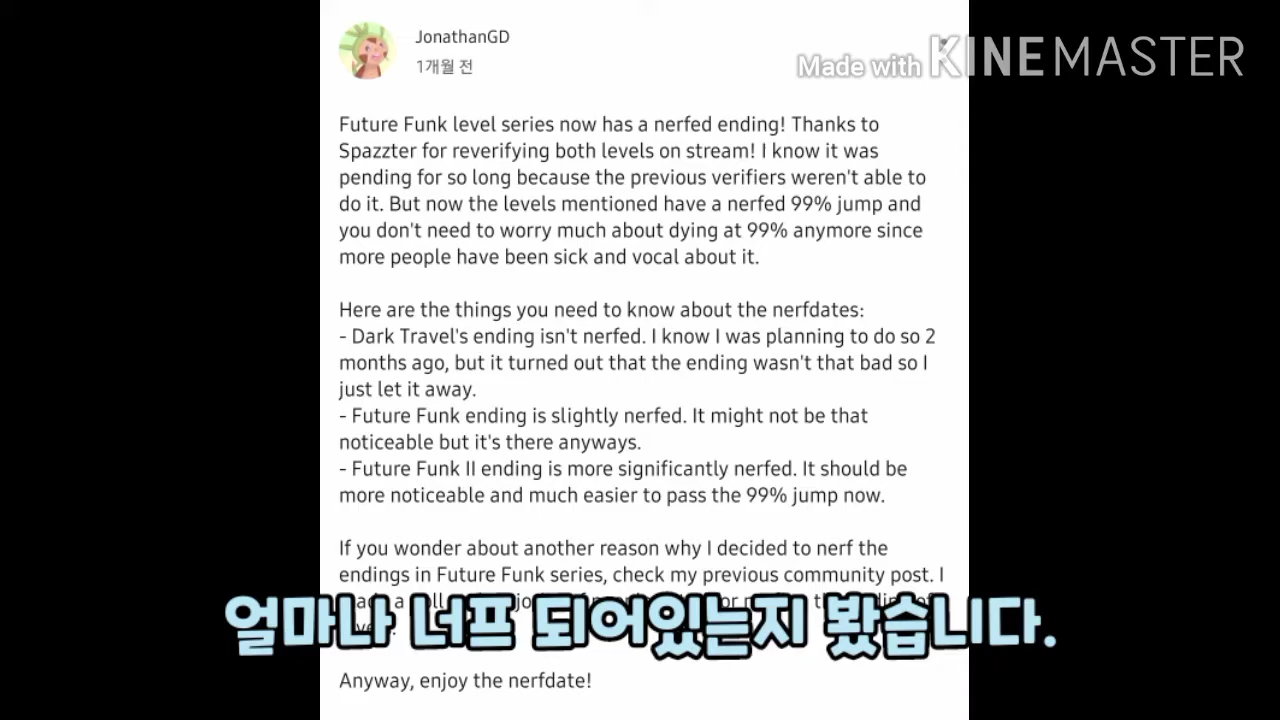 JonathanGD
1개월 전
Made with KINEMASTER
Future Funk level series now has a nerfed ending! Thanks to
Spazzter for reverifying both levels on stream! I know it was
pending for so long because the previous verifiers weren't able to
do it. But now the levels mentioned have a nerfed 99% jump and
you don't need to worry much about dying at 99% anymore since
more people have been sick and vocal about it.
Here are the things you need to know about the nerfdates:
- Dark Travel's ending isn't nerfed. I know I was planning to do so 2
months ago, but it turned out that the ending wasn't that bad so I
just let it away.
- Future Funk ending is slightly nerfed. It might not be that
noticeable but it's there anyways.
- Future Funk II ending is more significantly nerfed. It should be
more noticeable and much easier to pass the 99% jump now.
If you wonder about another reason why I decided to nerf the
endings in Future Funk series, check my previous community post. I
얼마나 너프 되어있는지 봤습니다.
Anyway, enjoy the nerfdate!